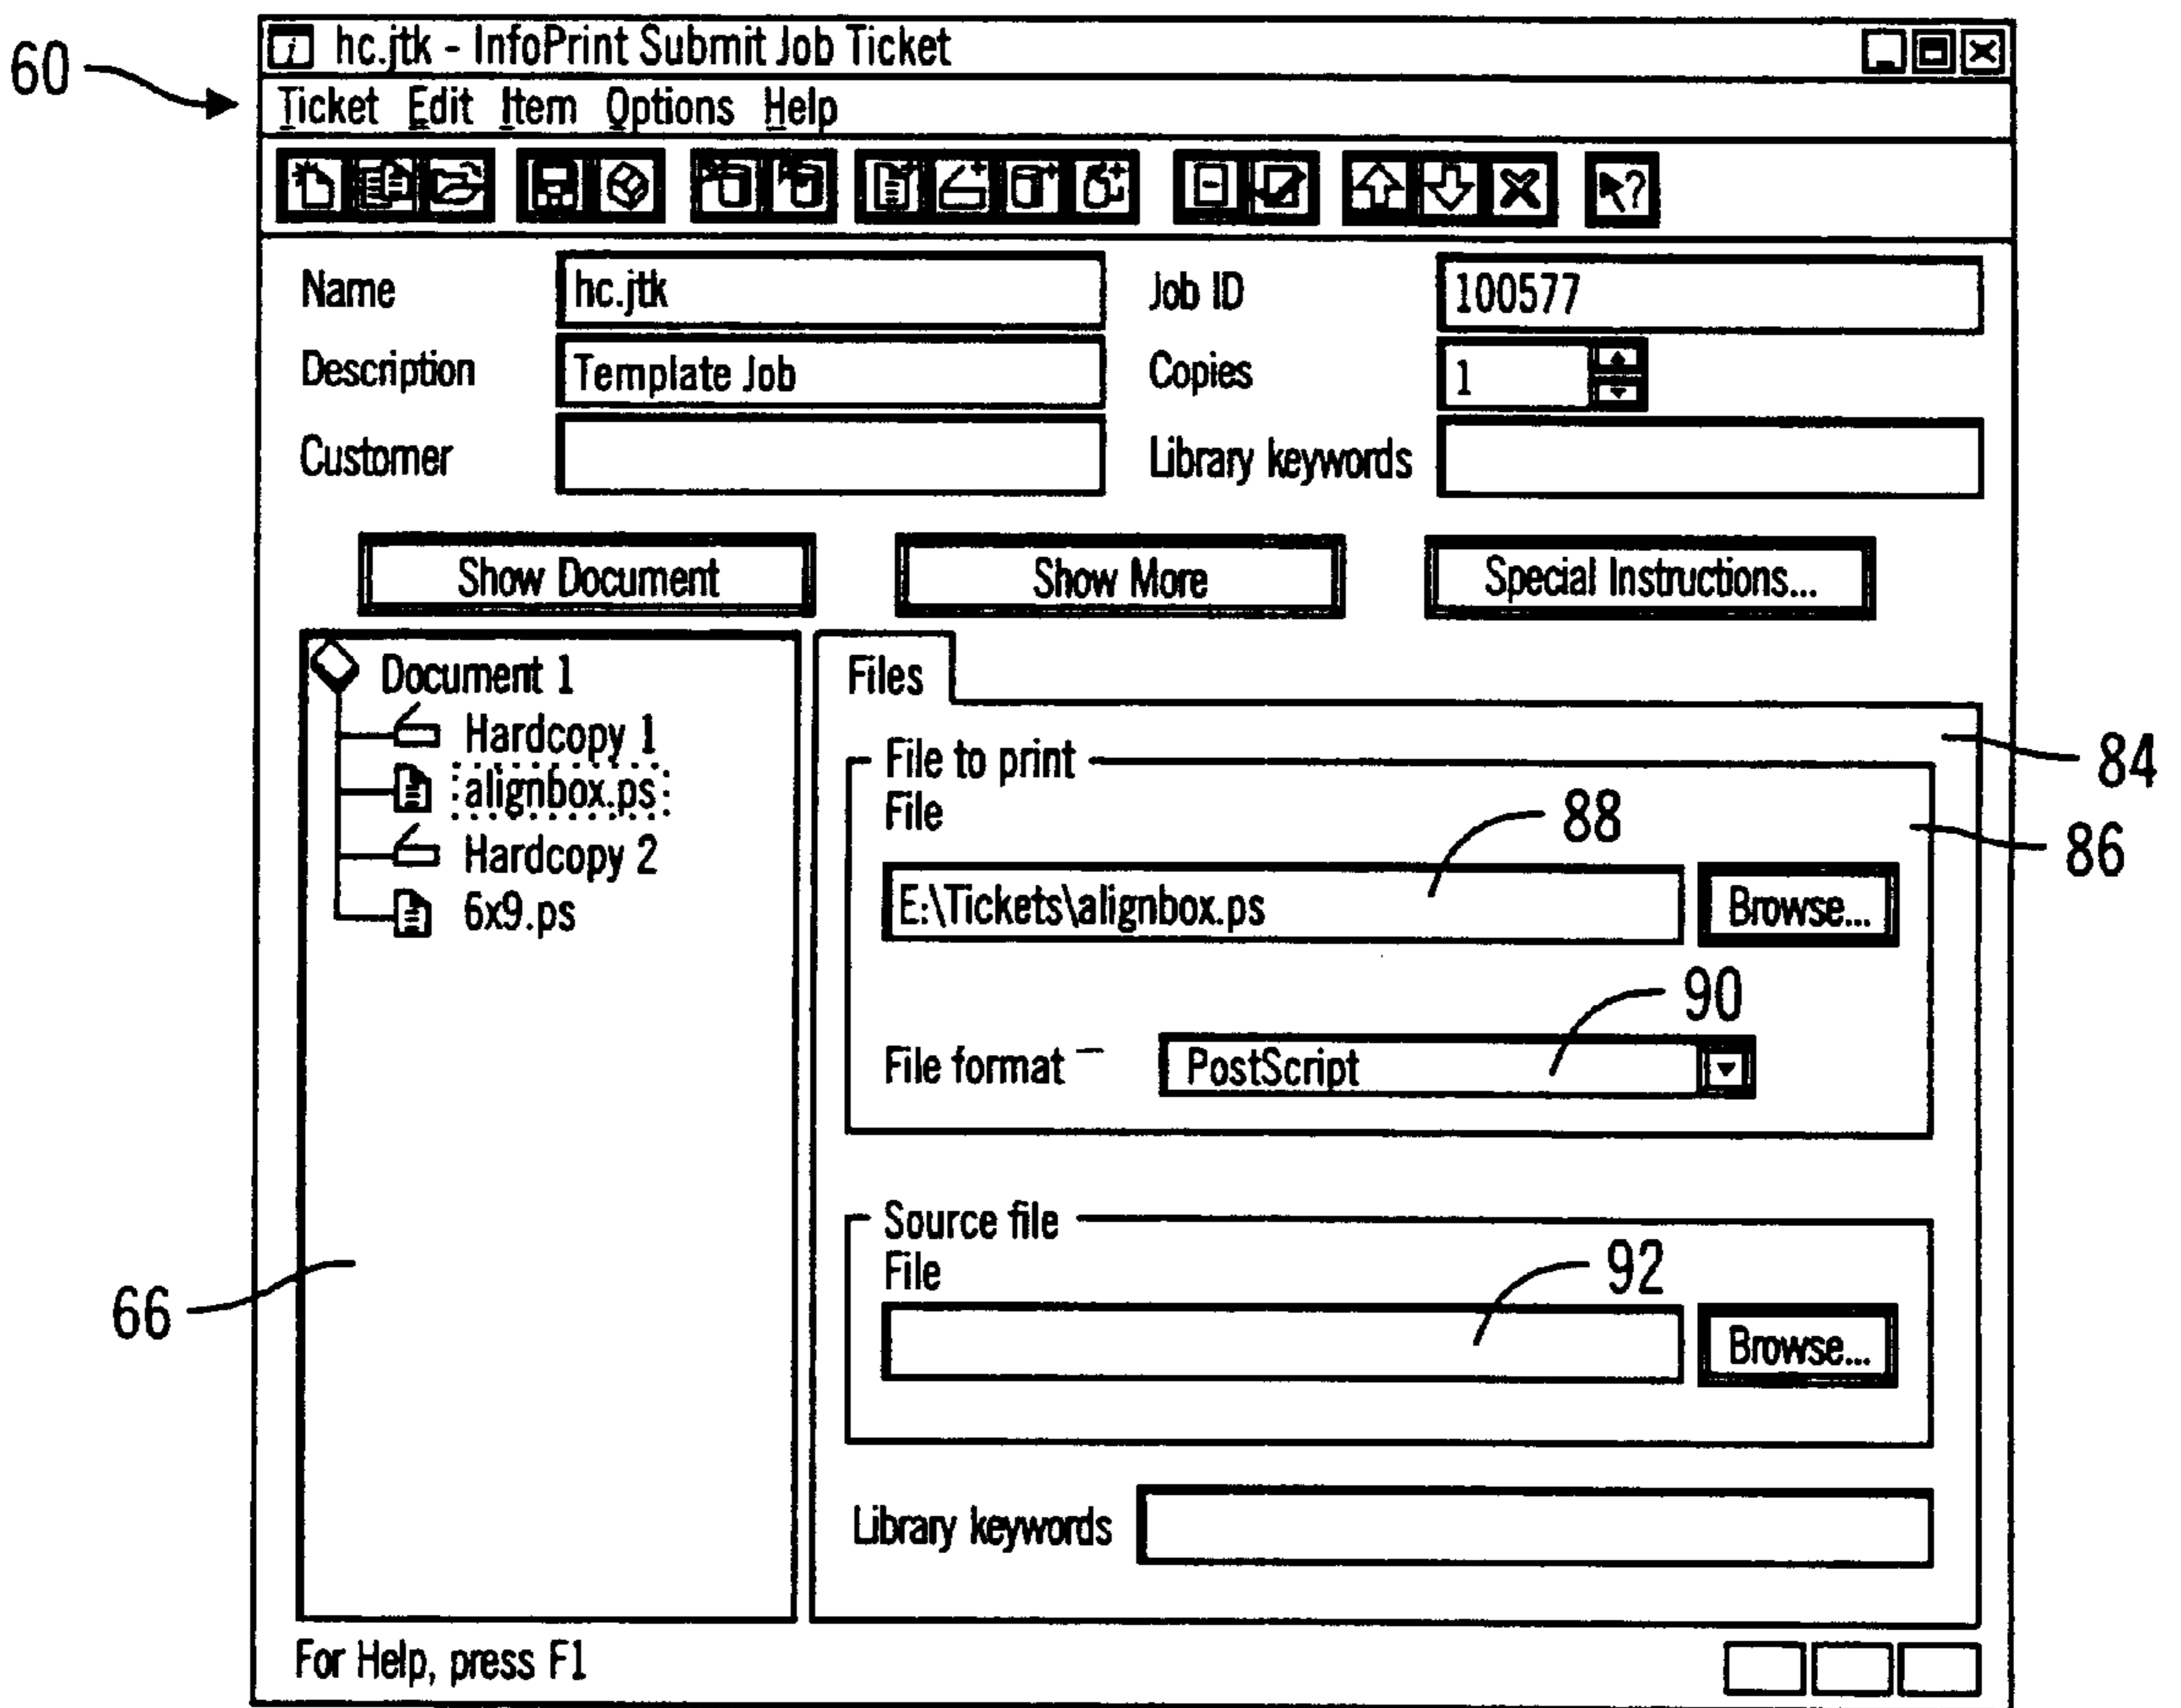 hc.jtk - InfoPrint Submit Job Ticket
60
Ticket Edit Item Options Help
Name hc.jtk Job ID 100577
Description Template Job Copies 1
Customer Library keywords
Show Document Show More Special Instructions...
Document 1
Hardcopy 1
alignbox.ps
Hardcopy 2
6x9.ps
66
Files
84
File to print
86
File
88
E:\Tickets\alignbox.ps Browse...
90
File format PostScript
Source file
File
92
Browse...
Library keywords
For Help, press F1